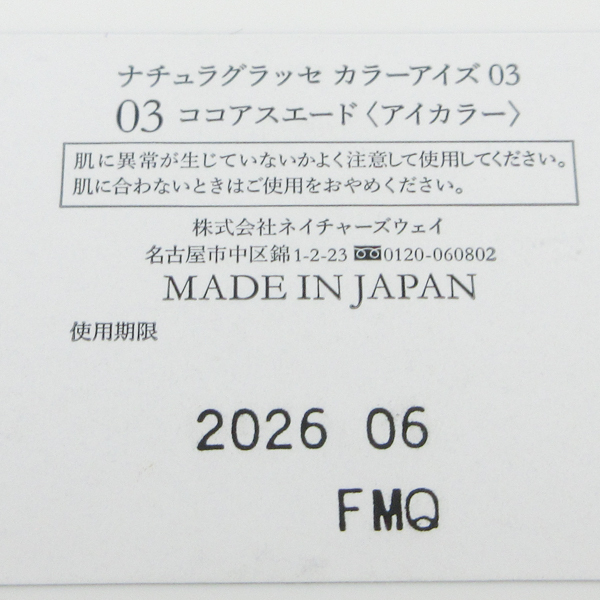 ナチュラグラッセ カラーアイズ 03
03 ココアスエード〈アイカラー〉
肌に異常が生じていないかよく注意して使用してください。
肌に合わないときはご使用をおやめください。
株式会社ネイチャーズウェイ
名古屋市中区錦1-2-23 0120-060802
MADE IN JAPAN
使用期限
2026 06
FMQ